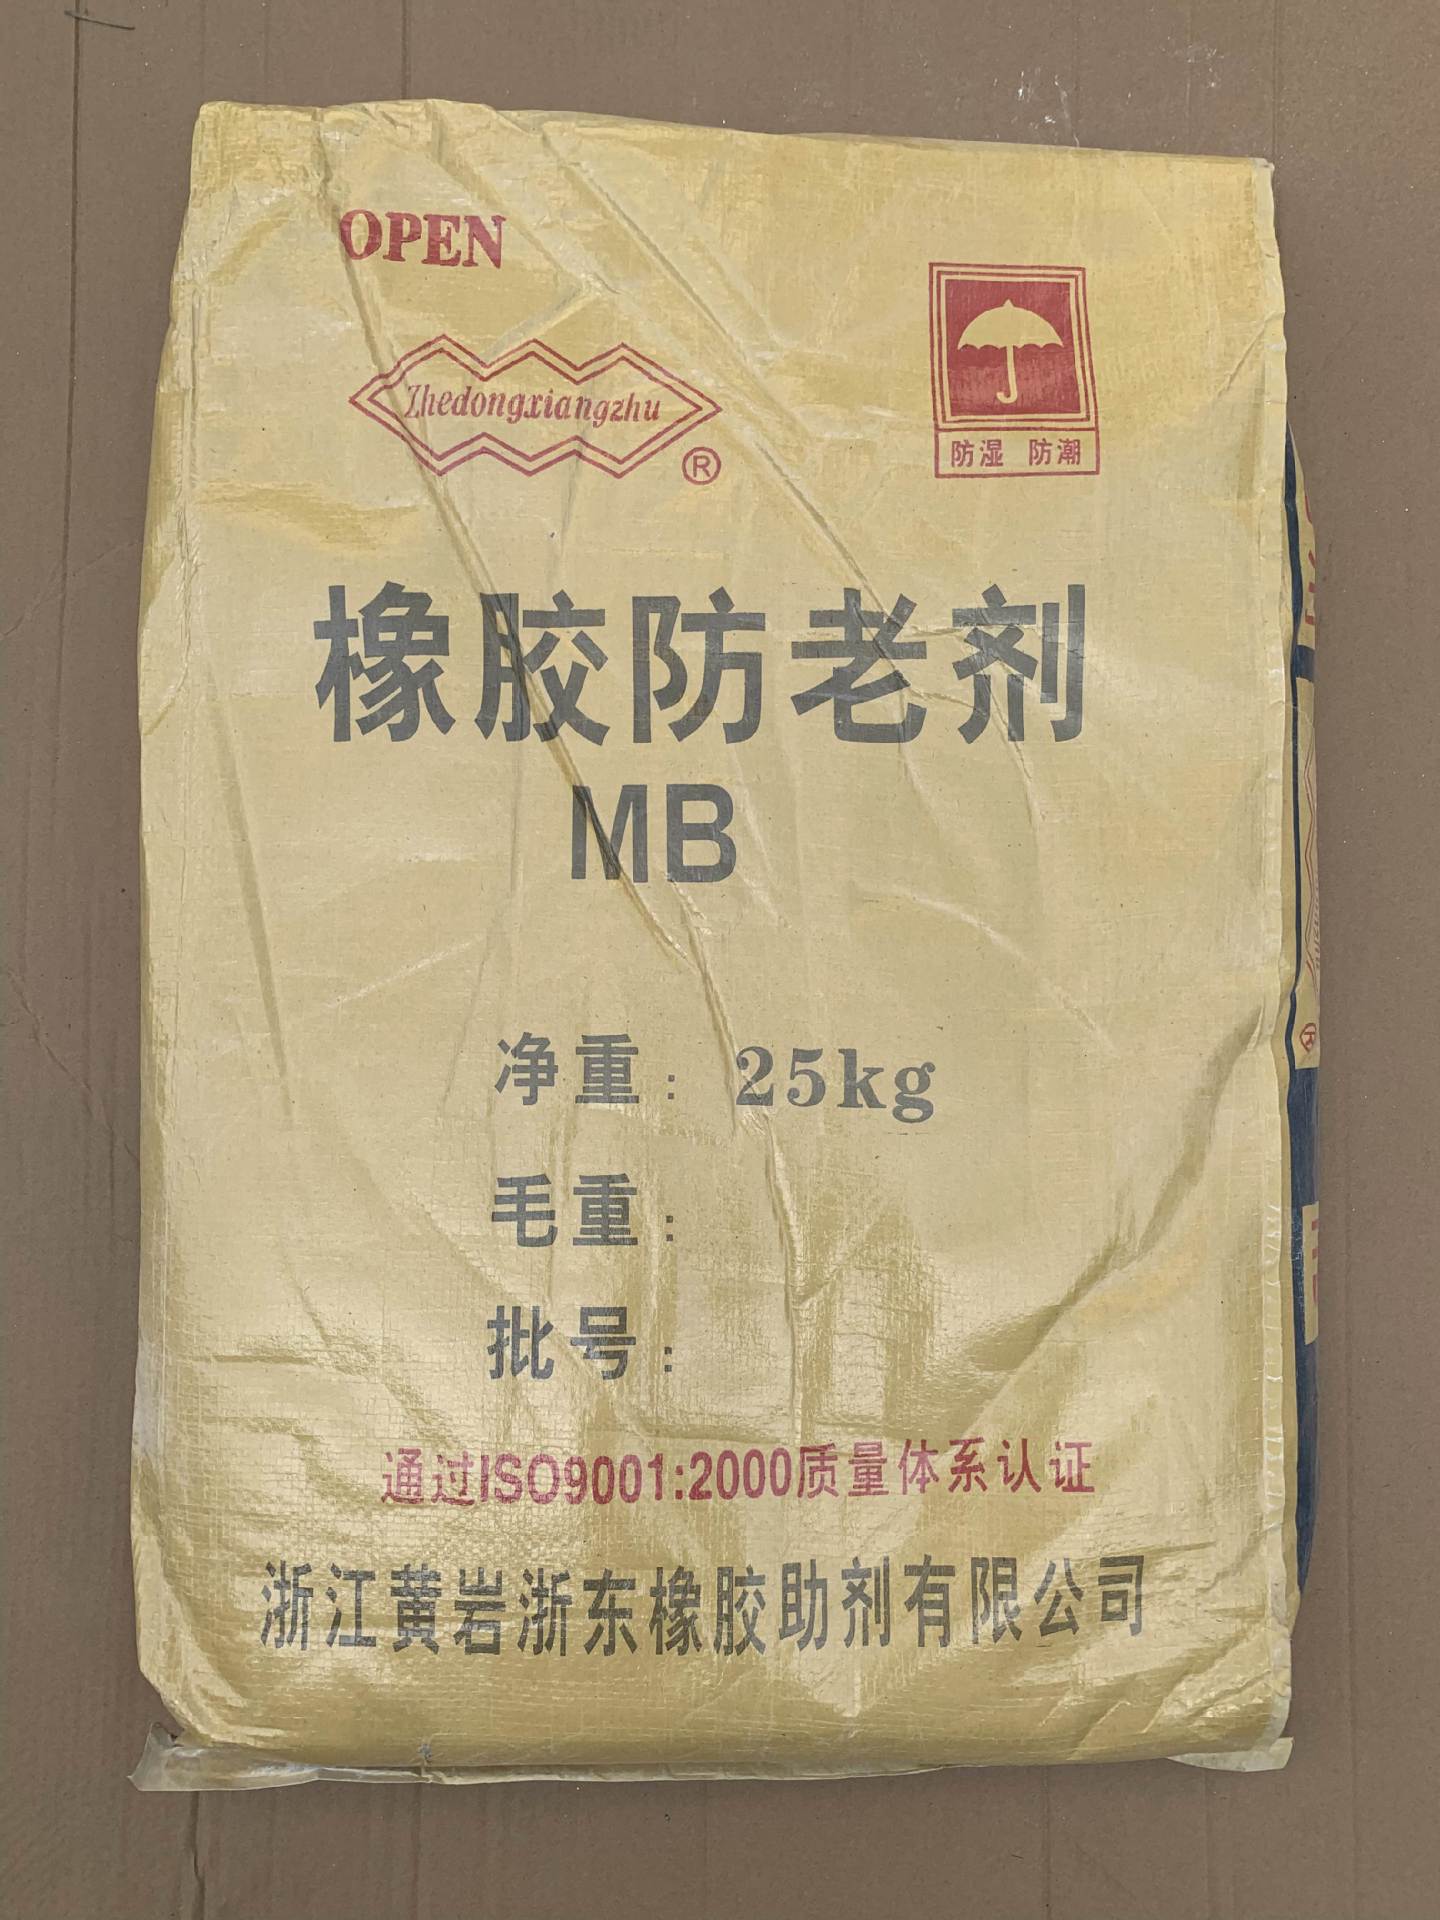 OPEN
Zhedongxiangzhu
®
防湿 防潮
橡胶防老剂
MB
净重：25kg
毛重：
批号：
通过ISO9001:2000质量体系认证
浙江黄岩浙东橡胶助剂有限公司